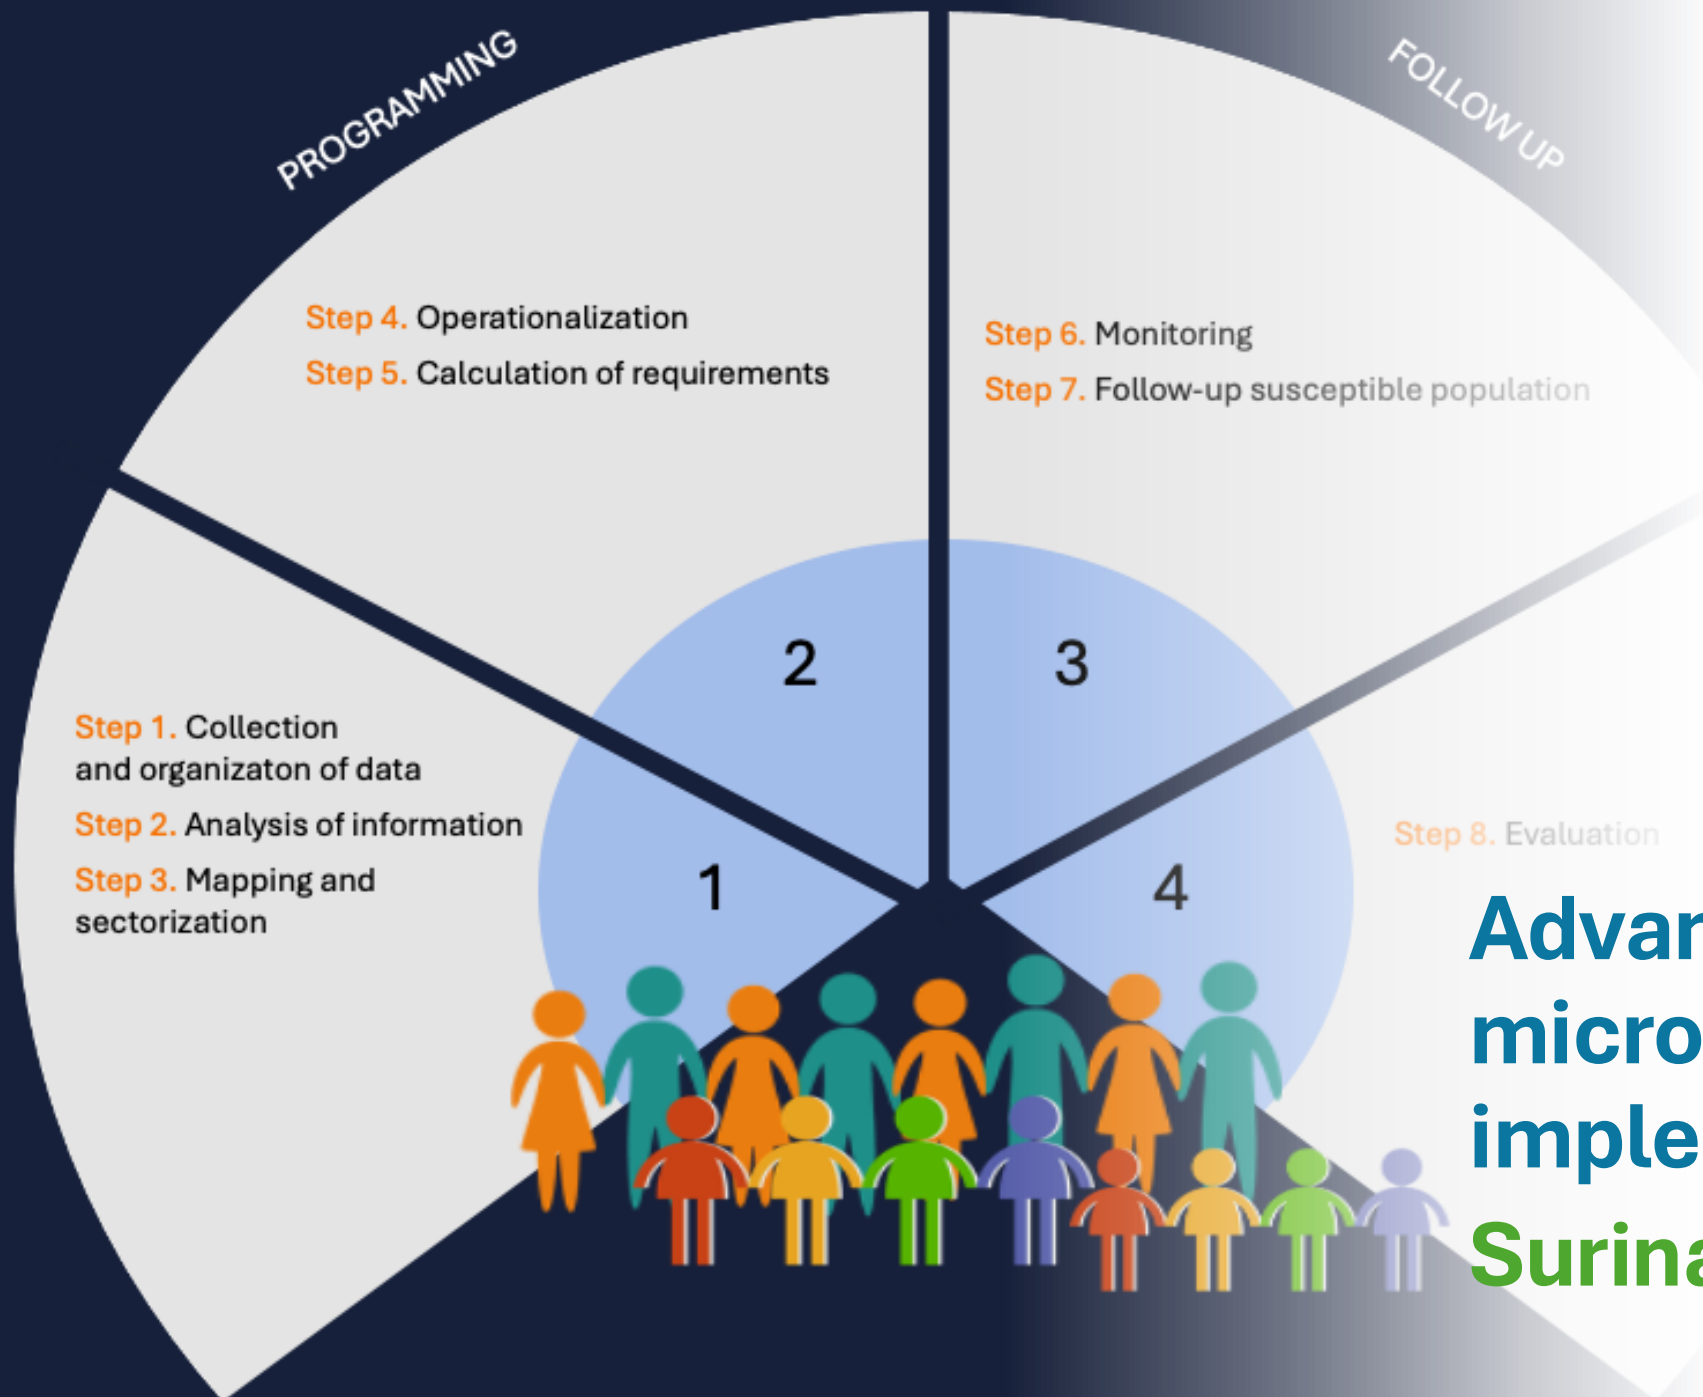 PROGRAMMING
FOLLOW UP
Step 4. Operationalization
Step 5. Calculation of requirements
Step 6. Monitoring
Step 7. Follow-up susceptible population
2
3
Step 1. Collection
and organizaton of data
Step 2. Analysis of information
Step 3. Mapping and
sectorization
1
4
Step 8. Evaluation
micro
imple